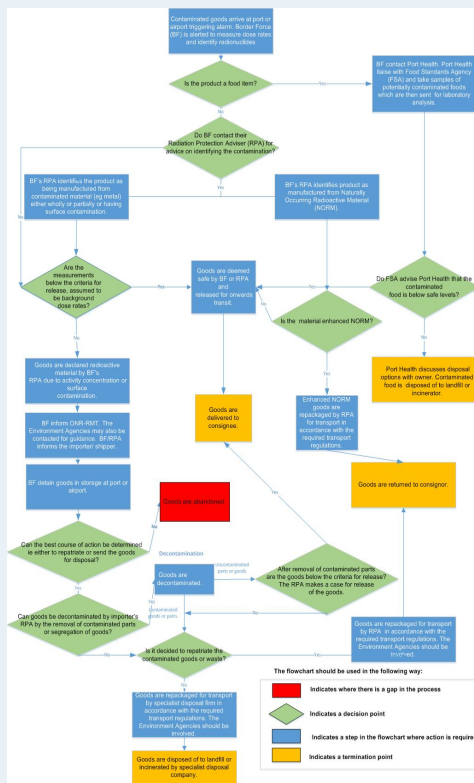 Contaminated goods arrive at port or
airport triggering alarm. Border Force
(BF) is alerted to measure dose rates
and identify radionuclides
Is the product a food item?
Yes
No
BF contact Port Health. Port Health
liaise with Food Standards Agency
(FSA) and take samples of
potentially contaminated foods
which are then sent for laboratory
analysis.
Do BF contact their
Radiation Protection Adviser (RPA) for
advice on identifying the contamination?
Yes
No
BF's RPA identifies the product as
being manufactured from
contaminated material (eg metal)
either wholly or partially or having
surface contamination.
BF's RPA identifies product as
manufactured from Naturally
Occurring Radioactive Material
(NORM).
Are the
measurements
below the criteria for
release, assumed to
be background
dose rates?
Yes
No
Goods are deemed
safe by BF or RPA
and
released for onwards
transit.
Yes
Do FSA advise Port Health that the
contaminated
food is below safe levels?
No
No
Is the material enhanced NORM?
Yes
Goods are declared radioactive
material by BF's
RPA due to activity concentration or
surface
contamination.
Port Health discusses disposal
options with owner. Contaminated
food is disposed of to landfill or
incinerator.
Goods are
delivered to
consignee.
Enhanced NORM
goods are
repackaged by RPA
for transport in
accordance with the
required transport
regulations.
BF inform ONR-RMT. The
Environment Agencies may also be
contacted for guidance. BF/RPA
informs the importer/ shipper.
BF detain goods in storage at port or
airport.
Goods are abandoned.
Goods are returned to consignor.
Yes
No
Can the best course of action be determined
is either to repatriate or send the goods
for disposal?
Yes
Decontamination
Goods are
decontaminated.
Uncontaminated
parts or goods.
After removal of contaminated parts
are the goods below the criteria for release?
The RPA makes a case for release
of the goods.
Yes
Contaminated
goods or parts.
No
Can goods be decontaminated by importer's
RPA by the removal of contaminated parts
or segregation of goods?
No
Is it decided to repatriate the
contaminated goods or waste?
Yes
Goods are repackaged for transport
by RPA in accordance with the
required transport regulations. The
Environment Agencies should be
involved.
No
Goods are repackaged for transport
by specialist disposal firm in
accordance with the required
transport regulations. The
Environment Agencies should be
involved.
Goods are disposed of to landfill or
incinerated by specialist disposal
company.
The flowchart should be used in the following way:
Indicates where there is a gap in the process
Indicates a decision point
Indicates a step in the flowchart where action is require
Indicates a termination point